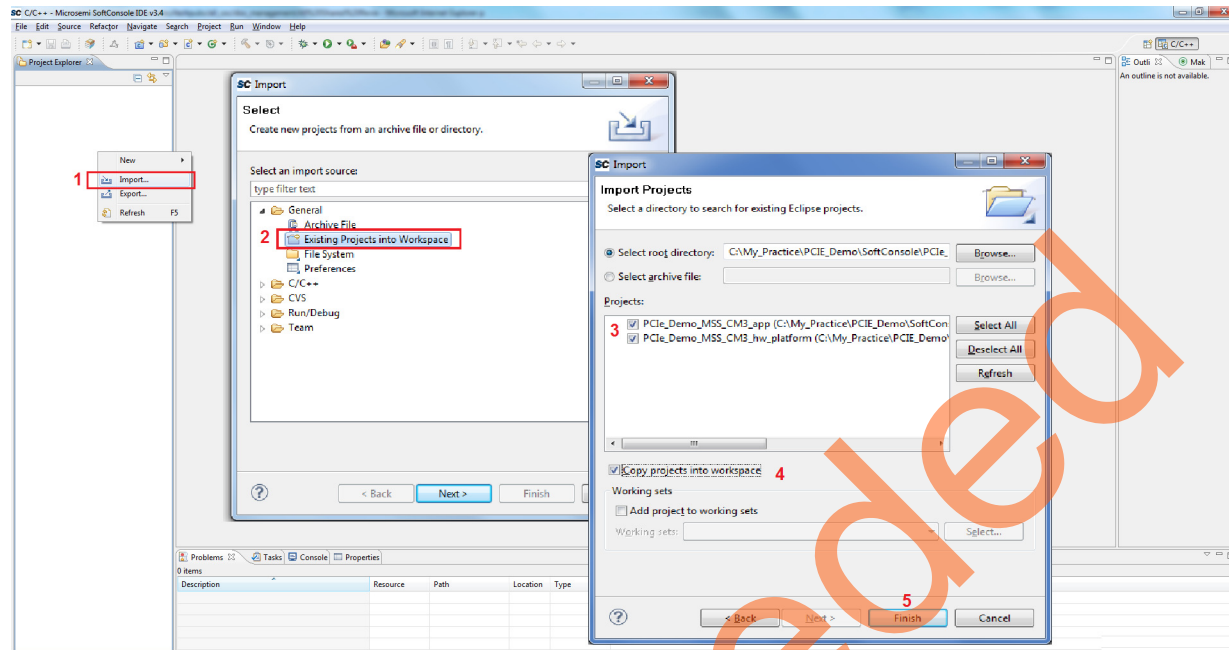 SC C/C++ - Microsemi SoftConsole IDE v3.4
File Edit Source Refactor Navigate Search Project Run Window Help
C/C++
Project Explorer
Outli
Mak
An outline is not available.
New
1
Import...
Export...
Refresh F5
SC Import
Select
Create new projects from an archive file or directory.
Select an import source:
type filter text
General
Archive File
2
Existing Projects into Workspace
File System
Preferences
C/C++
CVS
Run/Debug
Team
?
< Back
Next >
Finish
SC Import
Import Projects
Select a directory to search for existing Eclipse projects.
Select root directory: C:\My_Practice\PCIE_Demo\SoftConsole\PCIe_ Browse...
Select archive file: Browse...
Projects:
3
PCIe_Demo_MSS_CM3_app (C:\My_Practice\PCIE_Demo\SoftCon
PCIe_Demo_MSS_CM3_hw_platform (C:\My_Practice\PCIE_Demo\
Select All
Deselect All
Refresh
Copy projects into workspace 4
Working sets
Add project to working sets
Working sets: Select...
5
?
< Back
Next >
Finish
Cancel
Problems Tasks Console Properties
0 items
Description Resource Path Location Type
ded